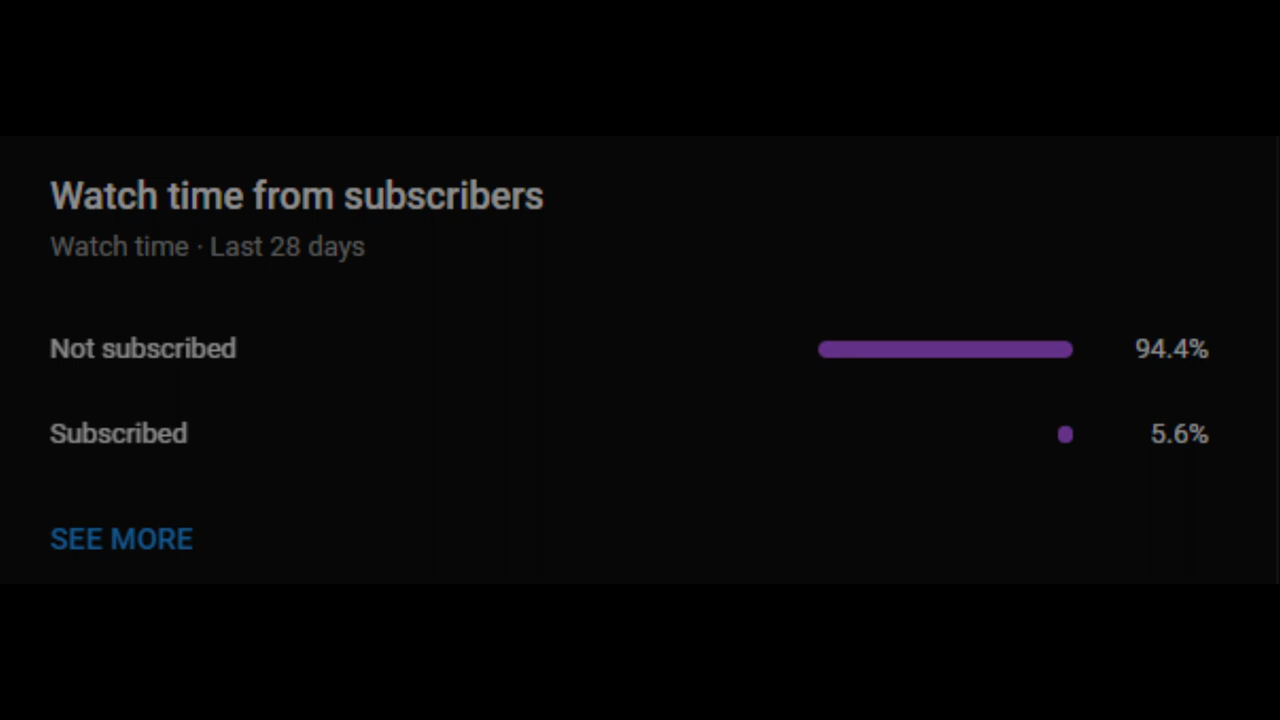 Watch time from subscribers
Watch time · Last 28 days
Not subscribed 94.4%
Subscribed 5.6%
SEE MORE